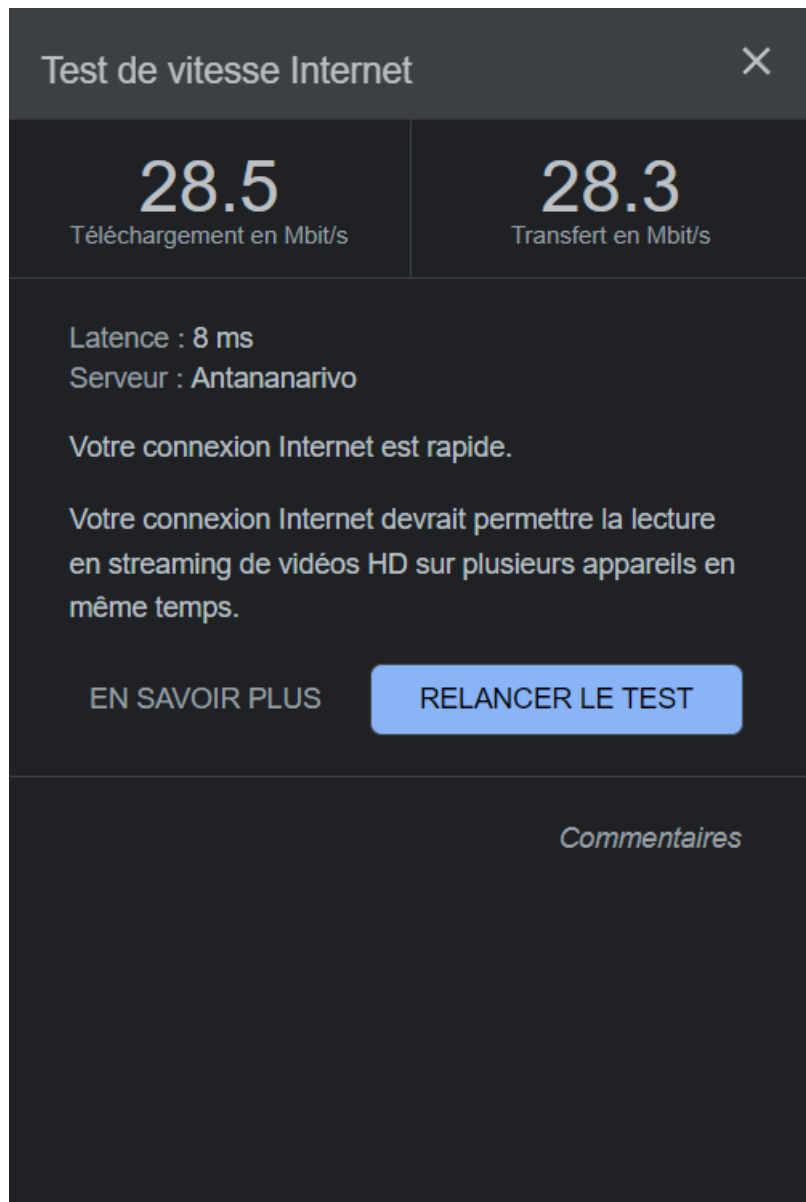 Test de vitesse Internet
28.5
Téléchargement en Mbit/s
28.3
Transfert en Mbit/s
Latence : 8 ms
Serveur : Antananarivo
Votre connexion Internet est rapide.
Votre connexion Internet devrait permettre la lecture
en streaming de vidéos HD sur plusieurs appareils en
même temps.
EN SAVOIR PLUS
RELANCER LE TEST
Commentaires